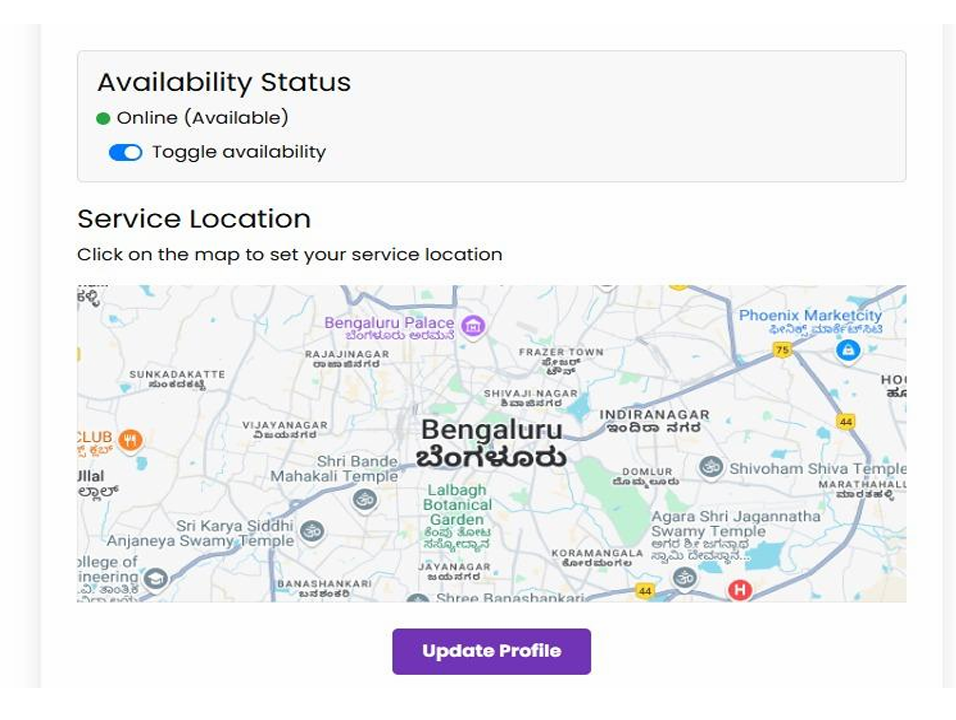 Availability Status
Online (Available)
Toggle availability
Service Location
Click on the map to set your service location
Bengaluru Palace
ಬೆಂಗಳೂರು ಅರಮನೆ
Phoenix Marketcity
ಫೀನಿಕ್ಸ್ ಮಾರ್ಕೆಟ್‌ಸಿಟಿ
75
RAJAJINAGAR
ರಾಜಾಜಿನಗರ
FRAZER TOWN
ಫ್ರೇಜರ್
ಟೌನ್
SUNKADAKATTE
ಸುಂಕದಕಟ್ಟೆ
SHIVAJI NAGAR
ಶಿವಾಜಿನಗರ
INDIRANAGAR
ಇಂದಿರಾ ನಗರ
44
VIJAYANAGAR
ವಿಜಯನಗರ
Bengaluru
ಬೆಂಗಳೂರು
CLUB
Shri Bande
Mahakali Temple
DOMLUR
ದೊಮ್ಮಲೂರು
Shivoham Shiva Temple
MARATHAHALL
ಮಾರತಹಳ್ಳಿ
Lalbagh
Botanical
Garden
ಕೆಂಪು ತೋಟ
ಸಸ್ಯೋದ್ಯಾನ
Sri Karya Siddhi
Anjaneya Swamy Temple
Agara Shri Jagannatha
Swamy Temple
ಅಗರ ಶ್ರೀ ಜಗನ್ನಾಥ
ಸ್ವಾಮಿ ದೇವಸ್ಥಾನ...
KORAMANGALA
ಕೋರಮಂಗಲ
JAYANAGAR
ಜಯನಗರ
ollege of
ineering
BANASHANKARI
ಬನಶಂಕರಿ
Shree Banashankari
44
H
Update Profile